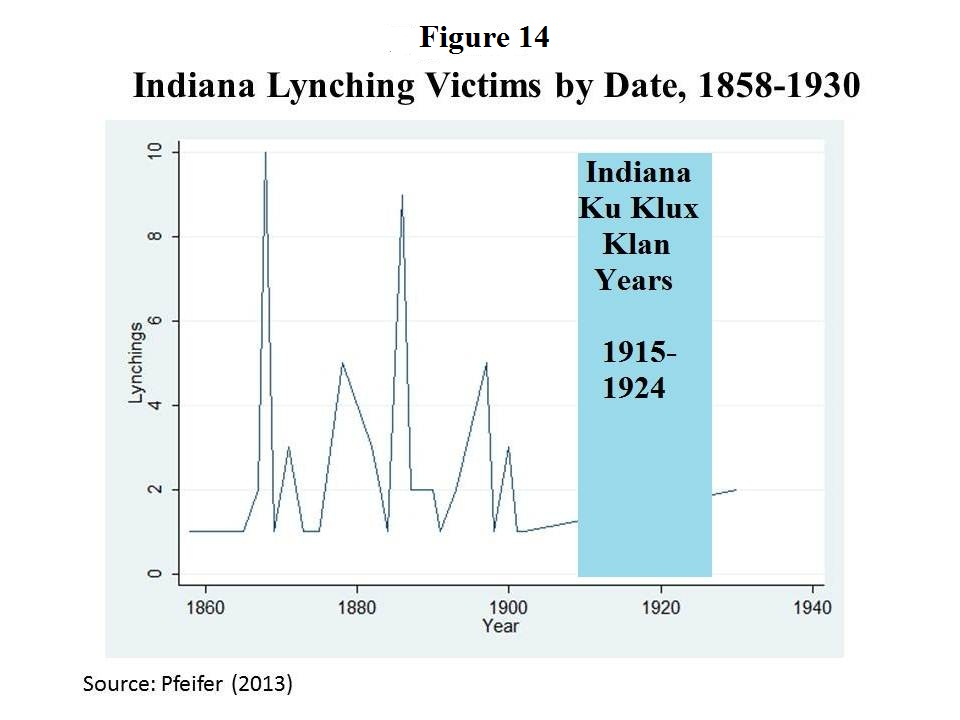 Figure 14
Indiana Lynching Victims by Date, 1858-1930
10
8
6
4
2
0
Lynchings
Indiana
Ku Klux
Klan
Years
1915-
1924
1860
1880
1900
1920
1940
Year
Source: Pfeifer (2013)